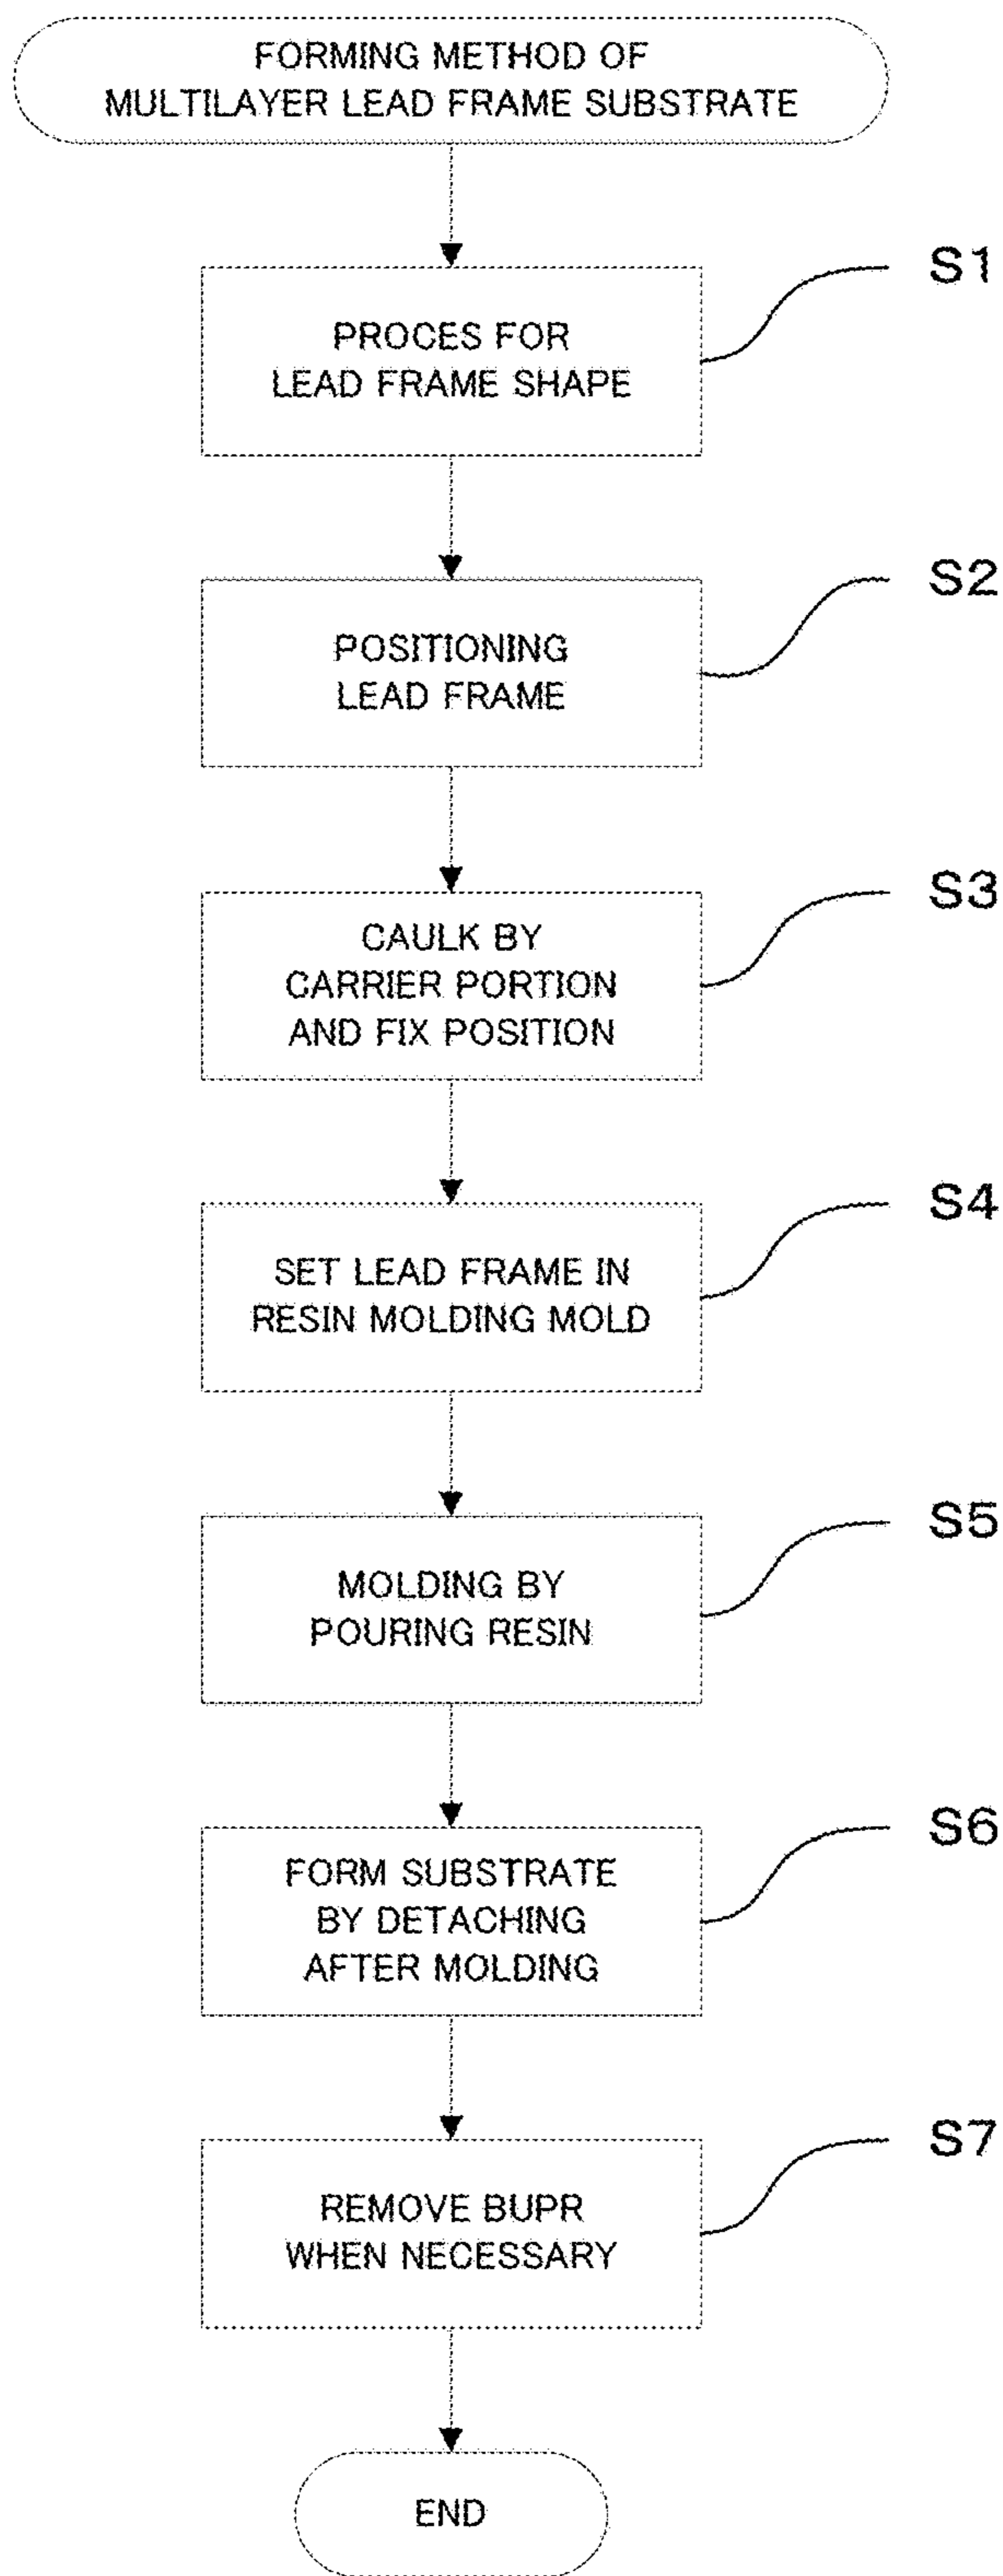 FORMING METHOD OF
MULTILAYER LEAD FRAME SUBSTRATE
S1
PROCES FOR
LEAD FRAME SHAPE
S2
POSITIONING
LEAD FRAME
S3
CAULK BY
CARRIER PORTION
AND FIX POSITION
S4
SET LEAD FRAME IN
RESIN MOLDING MOLD
S5
MOLDING BY
POURING RESIN
S6
FORM SUBSTRATE
BY DETACHING
AFTER MOLDING
S7
REMOVE BUPR
WHEN NECESSARY
END